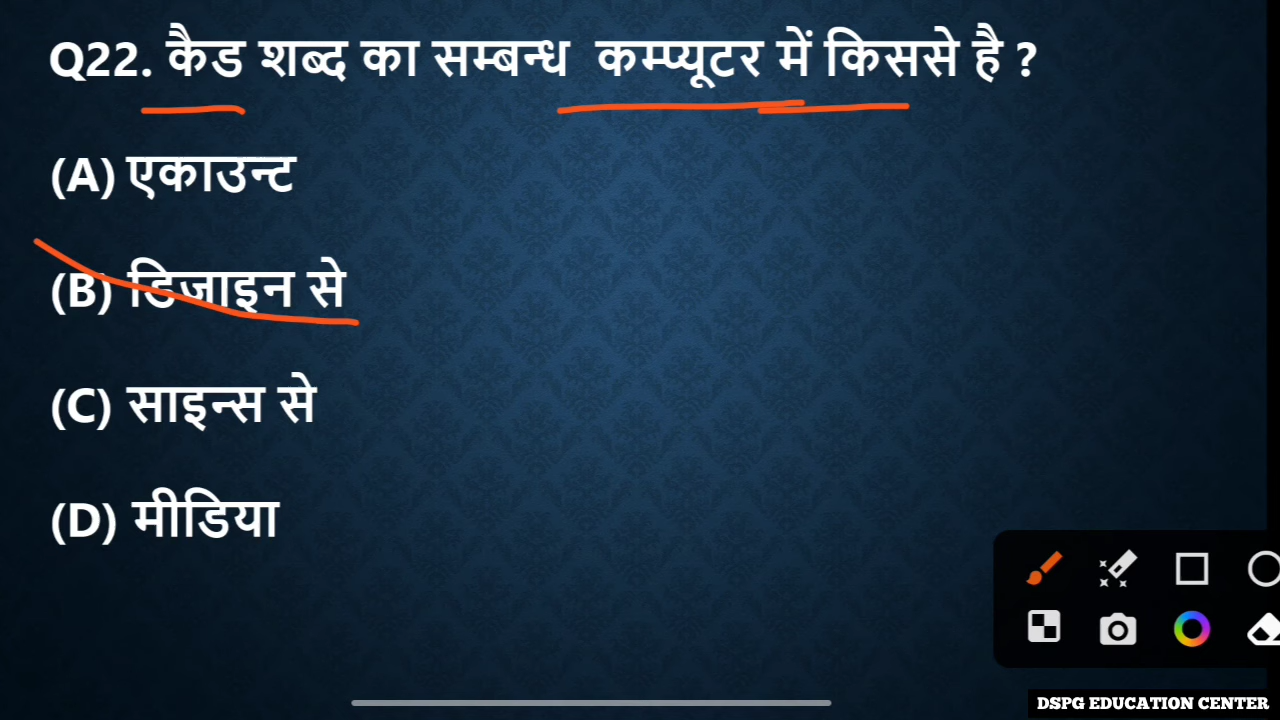 Q22. कैड शब्द का सम्बन्ध कम्प्यूटर में किससे है ?
(A) एकाउन्ट
(B) डिजाइन से
(C) साइन्स से
(D) मीडिया
DSPG EDUCATION CENTER